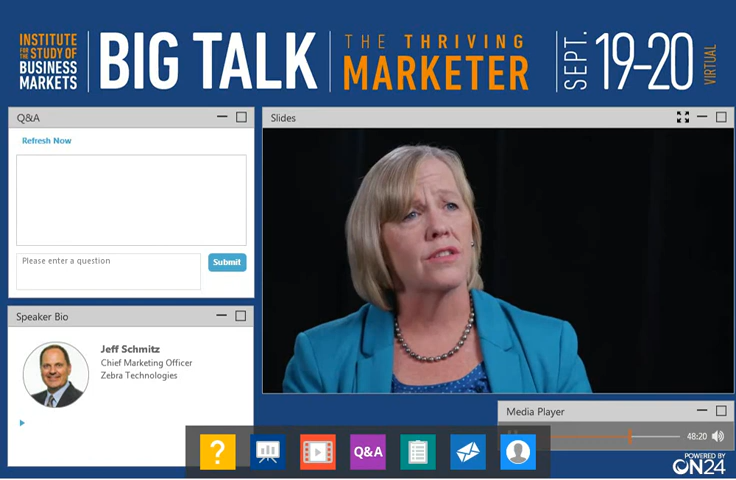 INSTITUTE
FOR THE STUDY OF
BUSINESS
MARKETS
BIG TALK
THE THRIVING
MARKETER
SEPT.
19–20
VIRTUAL
Q&A
Refresh Now
Please enter a question
Submit
Slides
Speaker Bio
Jeff Schmitz
Chief Marketing Officer
Zebra Technologies
Media Player
48:20
?
Q&A
POWERED BY
ON24